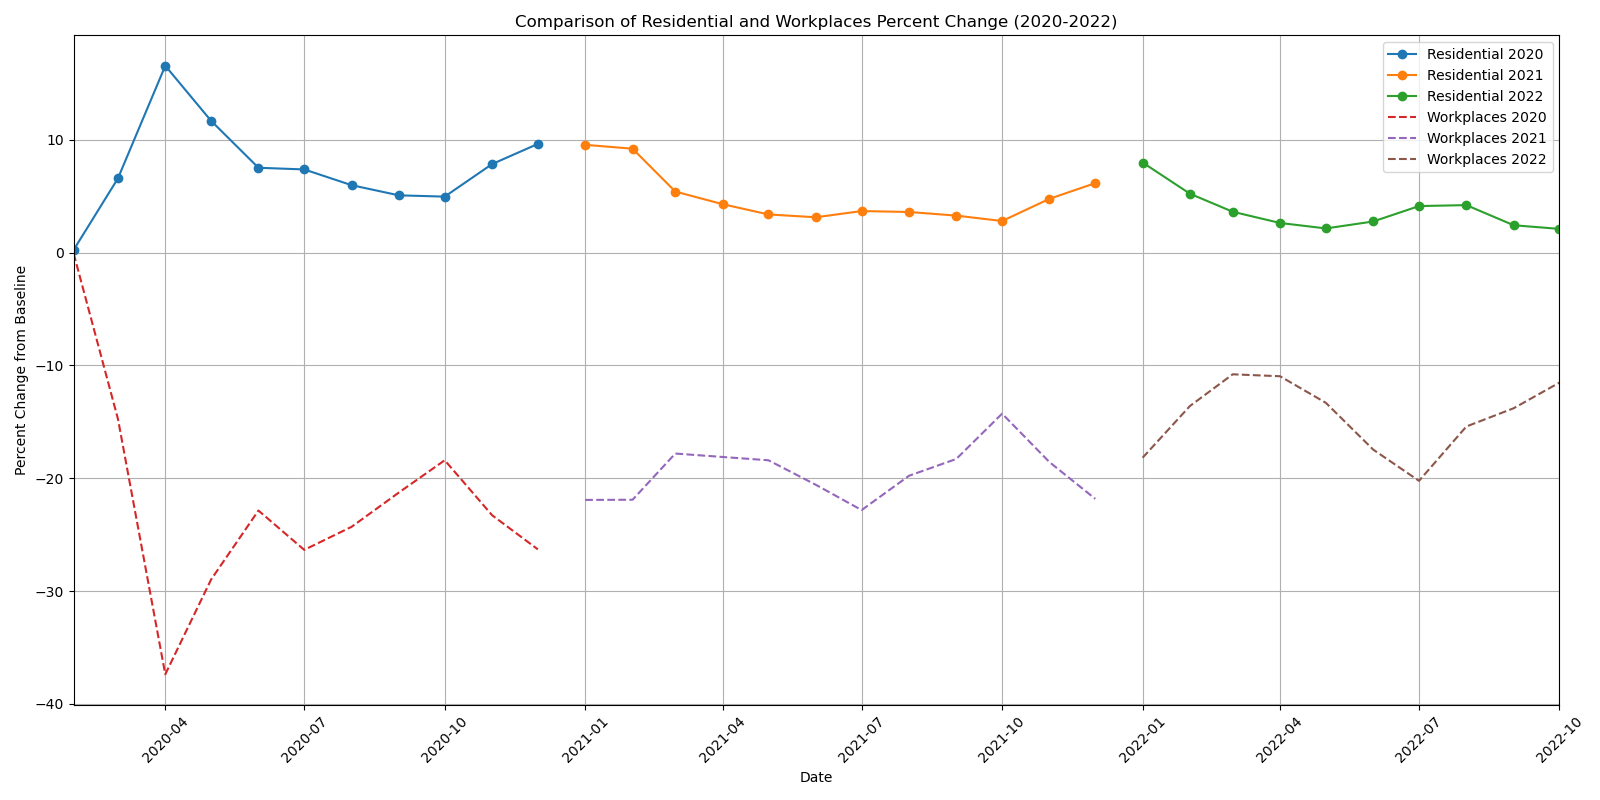 Comparison of Residential and Workplaces Percent Change (2020-2022)
Residential 2020
Residential 2021
Residential 2022
Workplaces 2020
Workplaces 2021
Workplaces 2022
Percent Change from Baseline
10
0
−10
−20
−30
−40
2020-04
2020-07
2020-10
2021-01
2021-04
2021-07
2021-10
2022-01
2022-04
2022-07
2022-10
Date